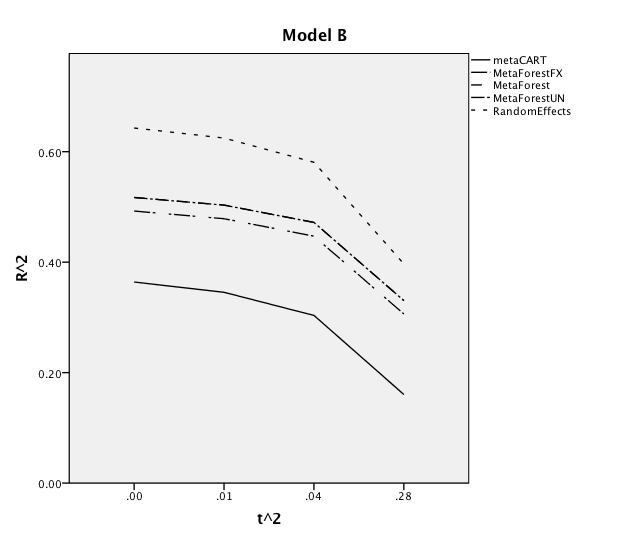 Model B
metaCART
MetaForestFX
MetaForest
MetaForestUN
RandomEffects
0.60
0.40
0.20
0.00
R^2
.00 .01 .04 .28
t^2